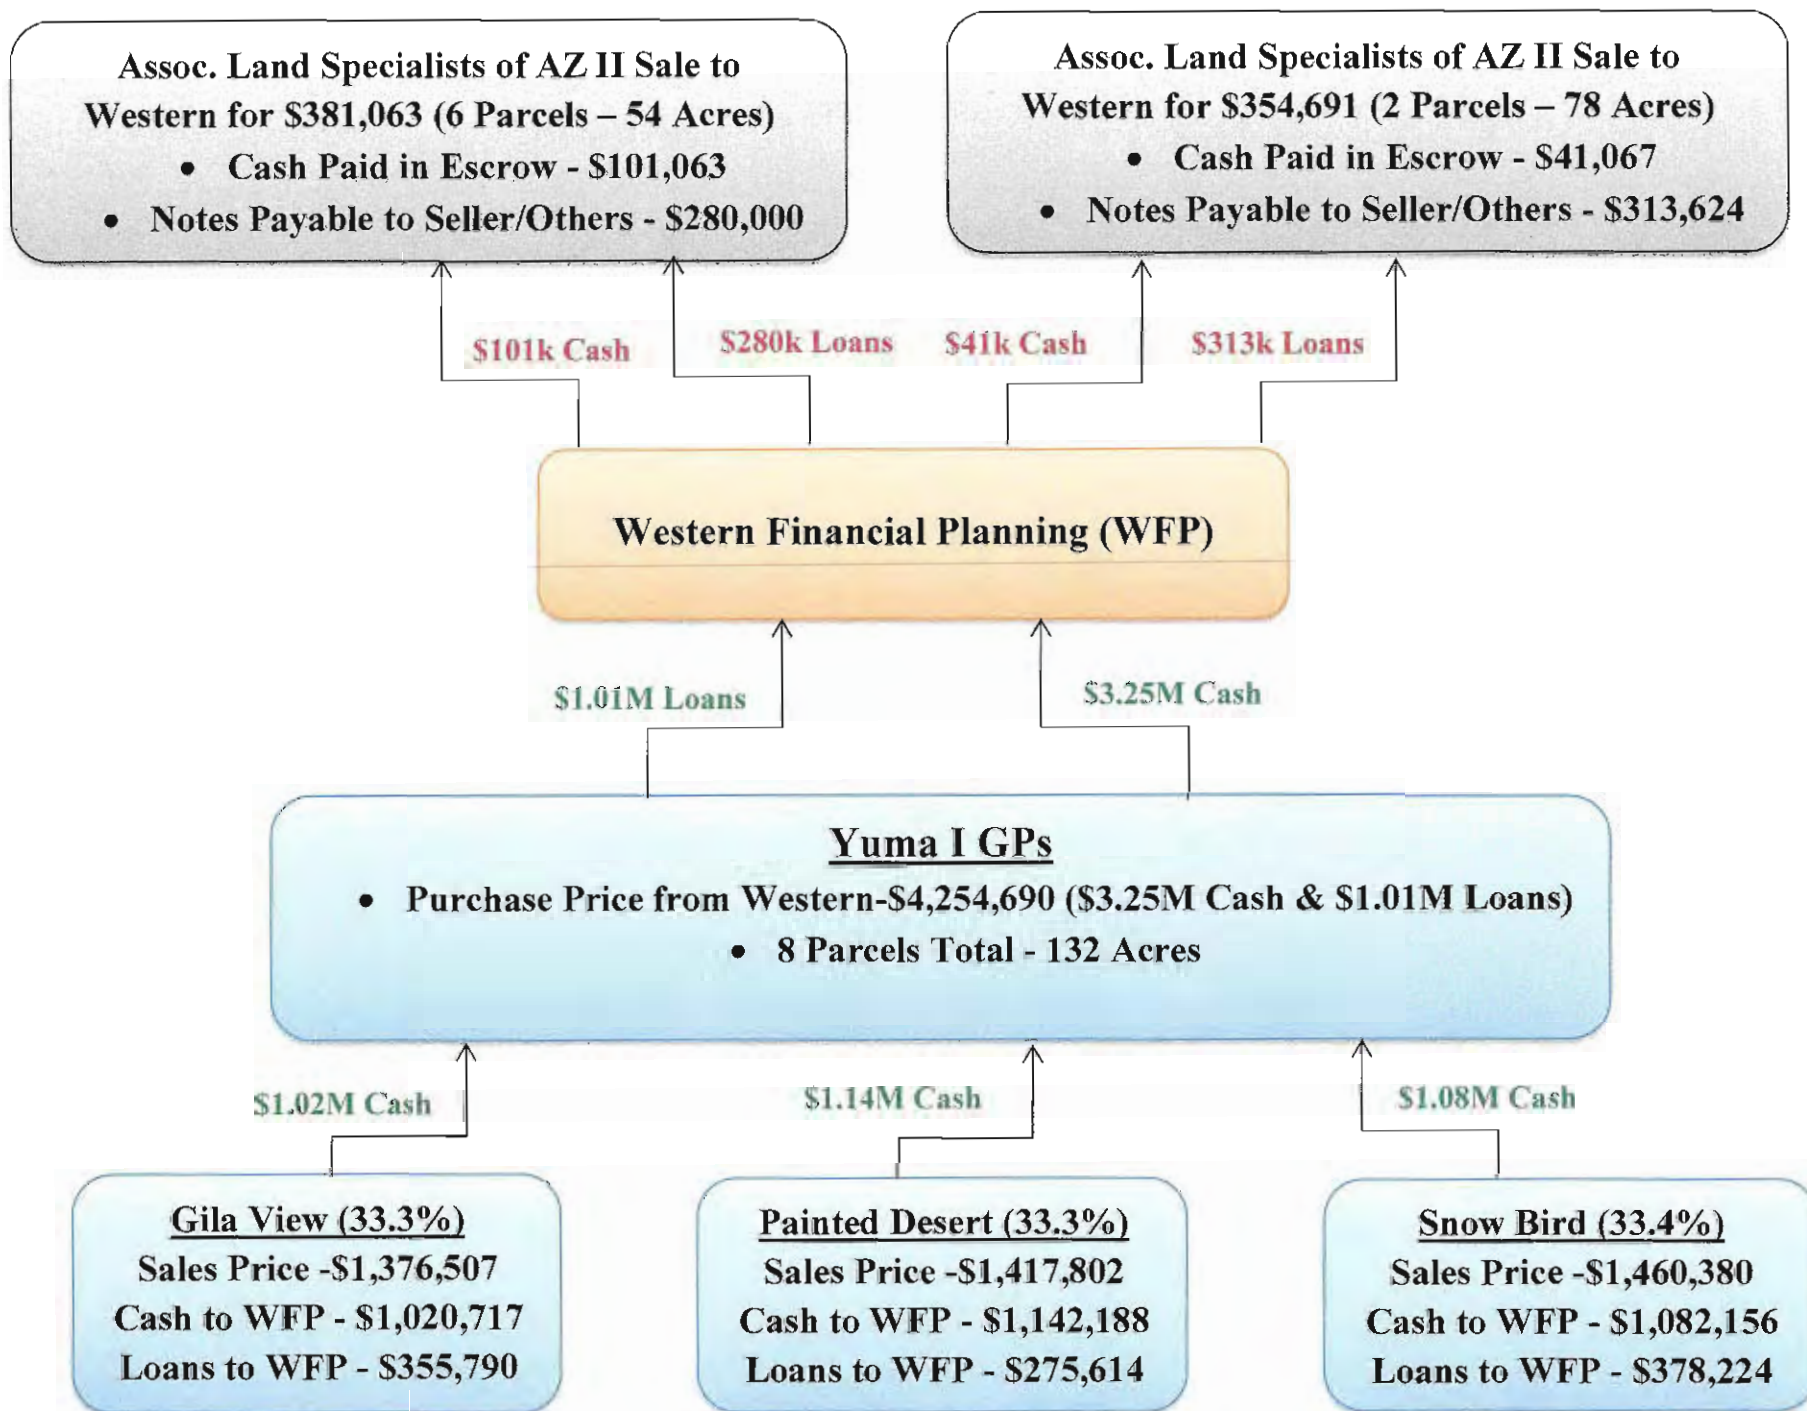 Assoc. Land Specialists of AZ II Sale to
Western for $381,063 (6 Parcels – 54 Acres)
• Cash Paid in Escrow - $101,063
• Notes Payable to Seller/Others - $280,000
Assoc. Land Specialists of AZ II Sale to
Western for $354,691 (2 Parcels – 78 Acres)
• Cash Paid in Escrow - $41,067
• Notes Payable to Seller/Others - $313,624
$101k Cash
$280k Loans
$41k Cash
$313k Loans
Western Financial Planning (WFP)
$1.01M Loans
$3.25M Cash
Yuma I GPs
• Purchase Price from Western-$4,254,690 ($3.25M Cash & $1.01M Loans)
• 8 Parcels Total - 132 Acres
$1.02M Cash
$1.14M Cash
$1.08M Cash
Gila View (33.3%)
Sales Price -$1,376,507
Cash to WFP - $1,020,717
Loans to WFP - $355,790
Painted Desert (33.3%)
Sales Price -$1,417,802
Cash to WFP - $1,142,188
Loans to WFP - $275,614
Snow Bird (33.4%)
Sales Price -$1,460,380
Cash to WFP - $1,082,156
Loans to WFP - $378,224